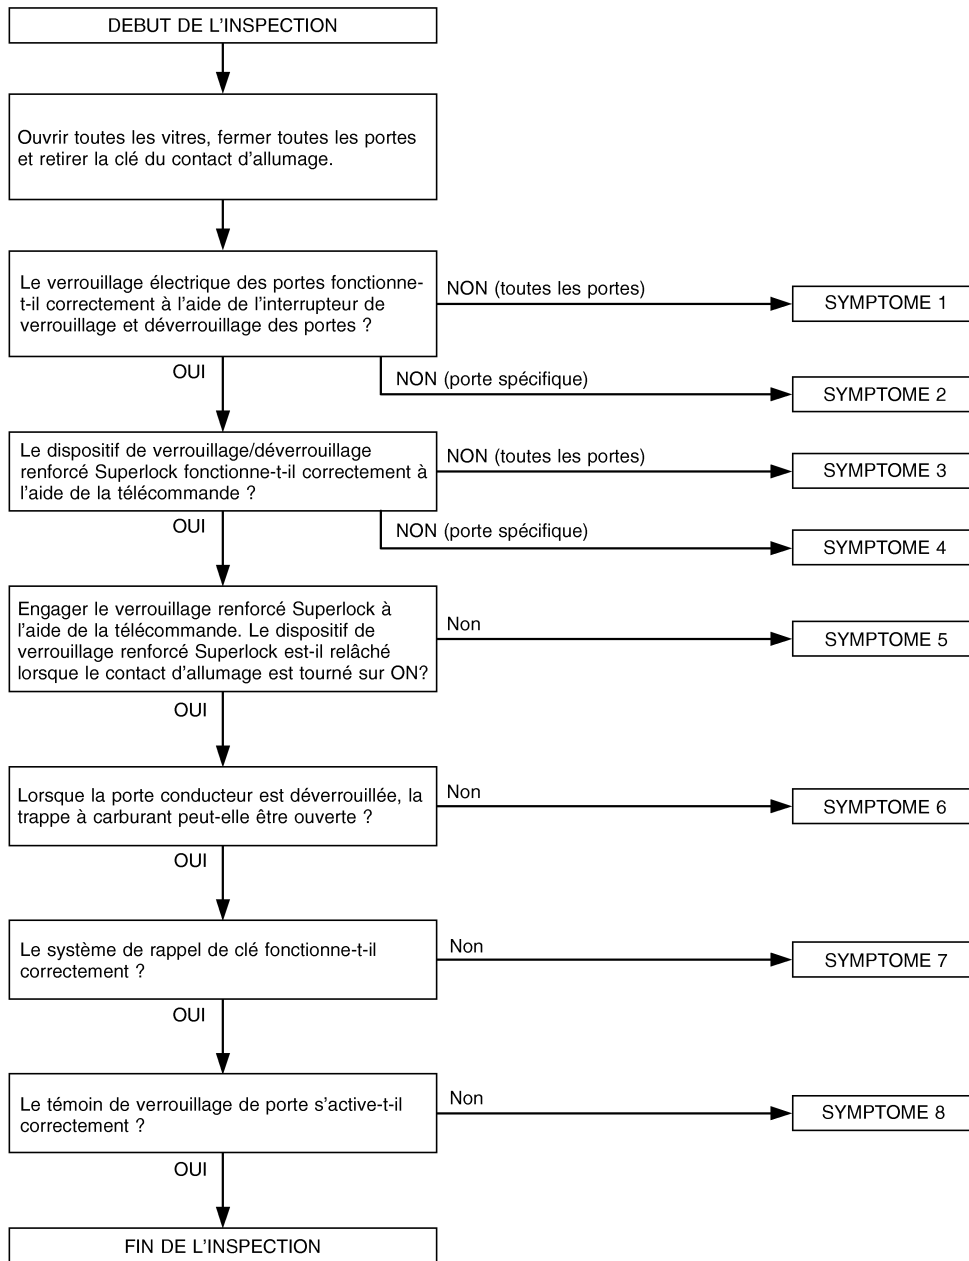 DEBUT DE L'INSPECTION
Ouvrir toutes les vitres, fermer toutes les portes
et retirer la clé du contact d'allumage.
Le verrouillage électrique des portes fonctionne-
t-il correctement à l'aide de l'interrupteur de
verrouillage et déverrouillage des portes ?
NON (toutes les portes)
SYMPTOME 1
OUI
NON (porte spécifique)
SYMPTOME 2
Le dispositif de verrouillage/déverrouillage
renforcé Superlock fonctionne-t-il correctement à
l'aide de la télécommande ?
NON (toutes les portes)
SYMPTOME 3
OUI
NON (porte spécifique)
SYMPTOME 4
Engager le verrouillage renforcé Superlock à
l'aide de la télécommande. Le dispositif de
verrouillage renforcé Superlock est-il relâché
lorsque le contact d'allumage est tourné sur ON?
Non
SYMPTOME 5
OUI
Lorsque la porte conducteur est déverrouillée, la
trappe à carburant peut-elle être ouverte ?
Non
SYMPTOME 6
OUI
Le système de rappel de clé fonctionne-t-il
correctement ?
Non
SYMPTOME 7
OUI
Le témoin de verrouillage de porte s'active-t-il
correctement ?
Non
SYMPTOME 8
OUI
FIN DE L'INSPECTION